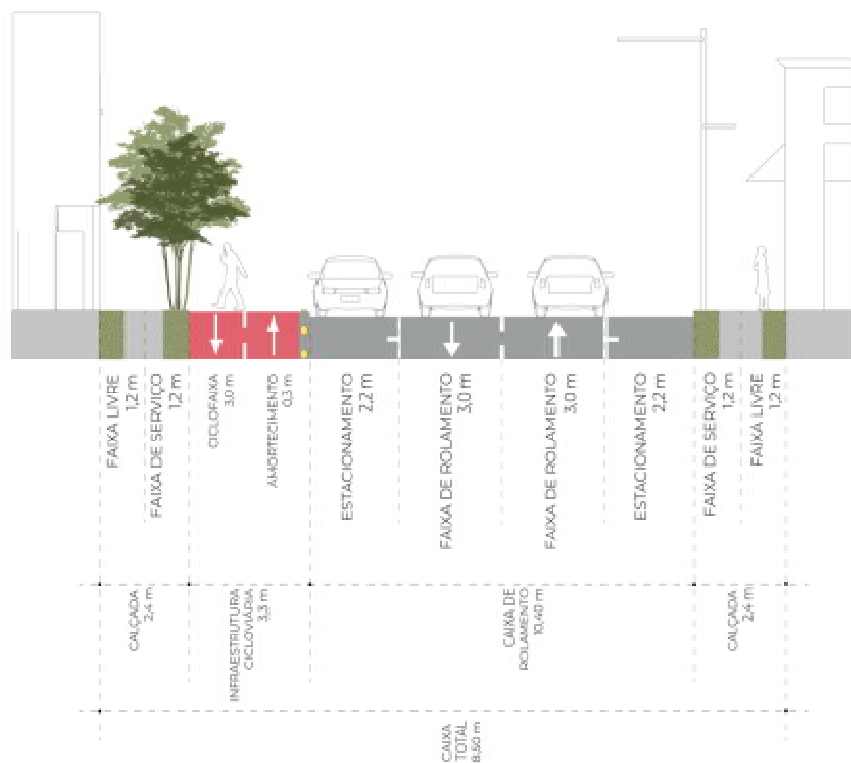 FAIXA LIVRE
1,2 m
FAIXA DE SERVIÇO
1,2 m
CICLOFAIXA
3,0 m
AMORTECIMENTO
0,3 m
ESTACIONAMENTO
2,2 m
FAIXA DE ROLAMENTO
3,0 m
FAIXA DE ROLAMENTO
3,0 m
ESTACIONAMENTO
2,2 m
FAIXA DE SERVIÇO
1,2 m
FAIXA LIVRE
1,2 m
CALÇADA
2,4 m
INFRAESTRUTURA
CICLOVIÁRIA
3,3 m
CAIXA DE
ROLAMENTO
10,40 m
CALÇADA
2,4 m
CAIXA
TOTAL
8,50 m